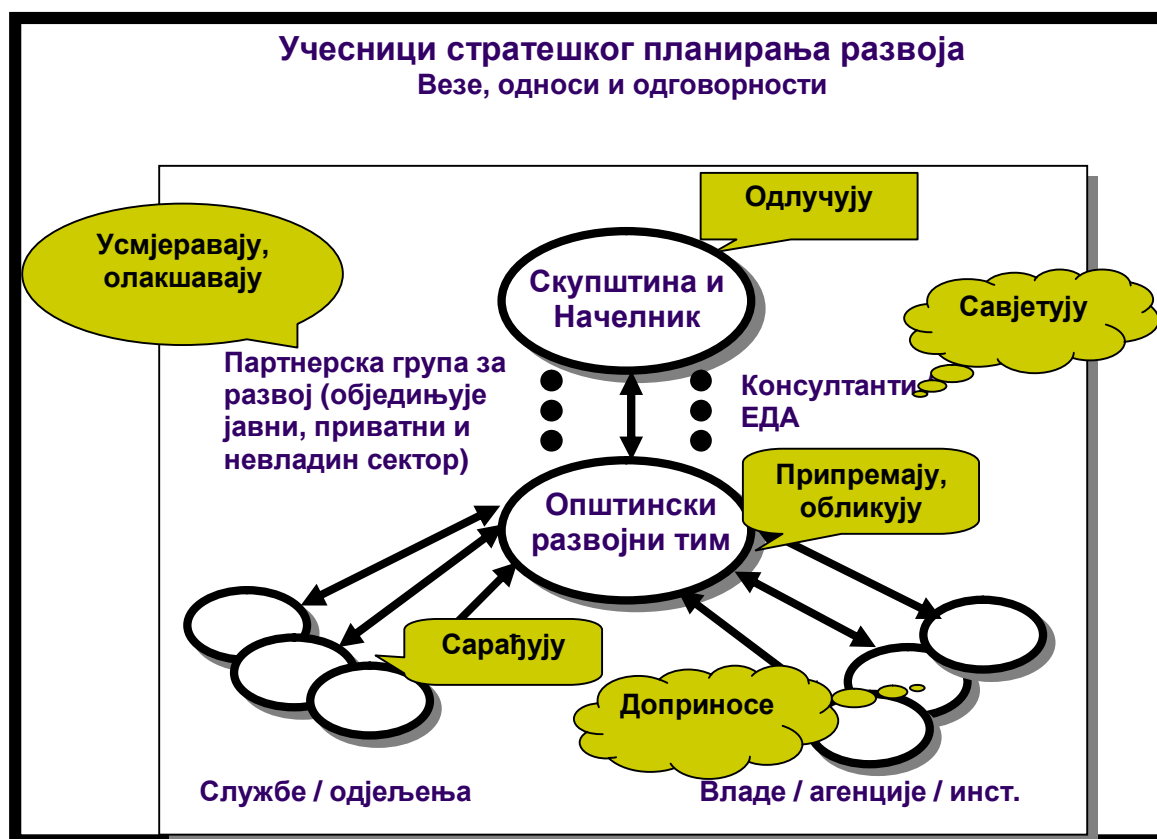 Учесници стратешког планирања развоја
Везе, односи и одговорности
Одлучују
Усмјеравају,
олакшавају
Скупштина и
Начелник
Савјетују
Партнерска група за
развој (обједињује
јавни, приватни и
невладин сектор)
Консултанти
ЕДА
Припремају,
обликују
Општински
развојни тим
Сарађују
Доприносе
Службе / одјељења
Владе / агенције / инст.